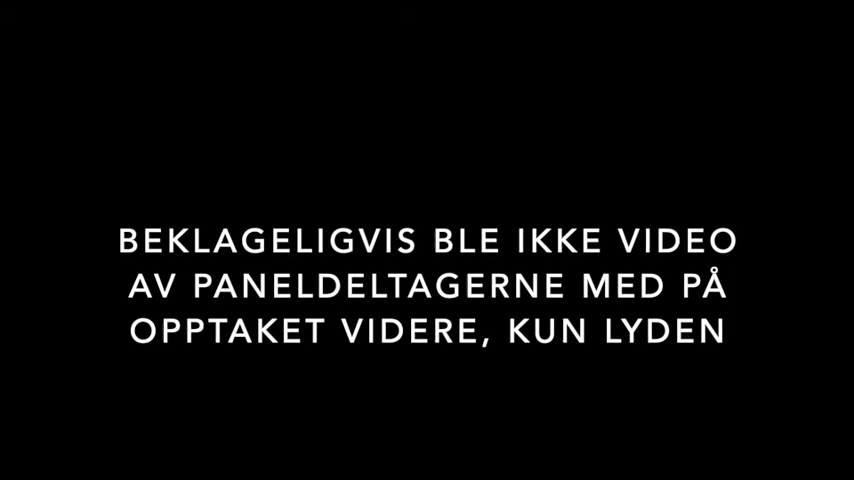 BEKLAGELIGVIS BLE IKKE VIDEO
AV PANELDELTAGERNE MED PÅ
OPPTAKET VIDERE, KUN LYDEN